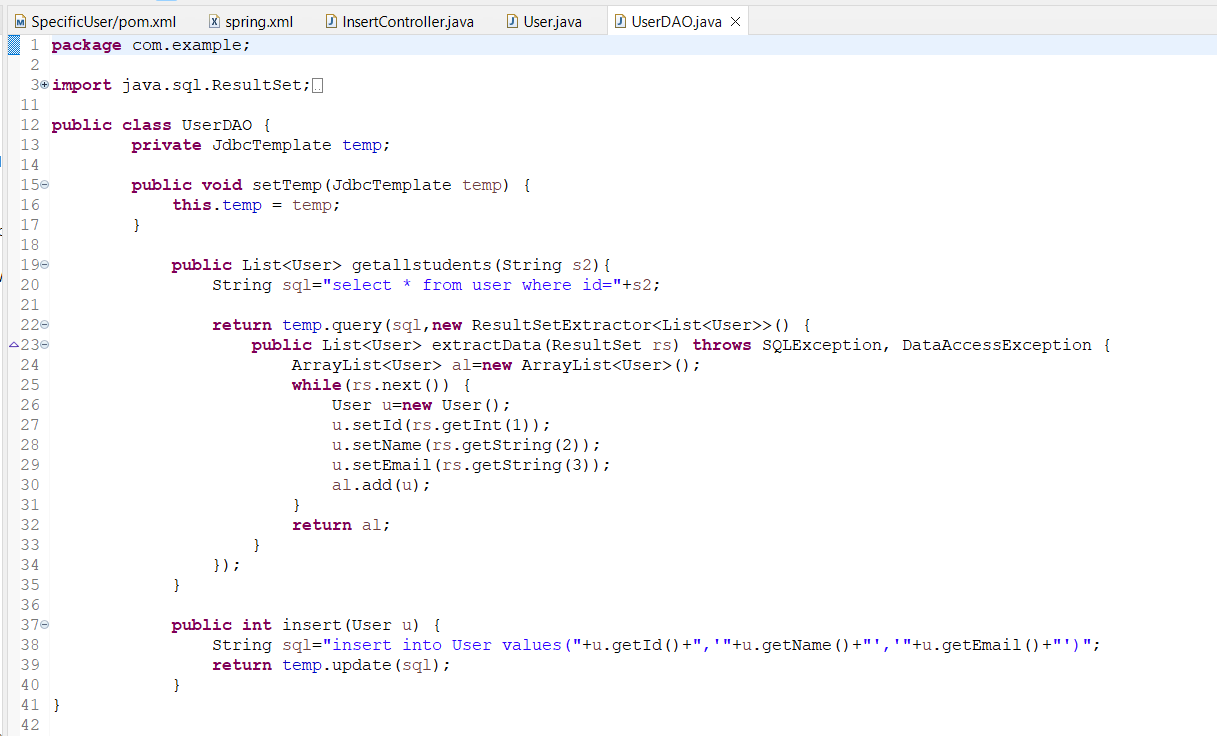 SpecificUser/pom.xml spring.xml InsertController.java User.java UserDAO.java
1 package com.example;
2
3 import java.sql.ResultSet;
11
12 public class UserDAO {
13         private JdbcTemplate temp;
14
15         public void setTemp(JdbcTemplate temp) {
16             this.temp = temp;
17         }
18
19             public List<User> getallstudents(String s2){
20                 String sql="select * from user where id="+s2;
21
22                 return temp.query(sql,new ResultSetExtractor<List<User>>() {
23                     public List<User> extractData(ResultSet rs) throws SQLException, DataAccessException {
24                         ArrayList<User> al=new ArrayList<User>();
25                         while(rs.next()) {
26                             User u=new User();
27                             u.setId(rs.getInt(1));
28                             u.setName(rs.getString(2));
29                             u.setEmail(rs.getString(3));
30                             al.add(u);
31                         }
32                         return al;
33                     }
34                 });
35             }
36
37             public int insert(User u) {
38                 String sql="insert into User values("+u.getId()+",'"+u.getName()+"','"+u.getEmail()+"')";
39                 return temp.update(sql);
40             }
41 }
42